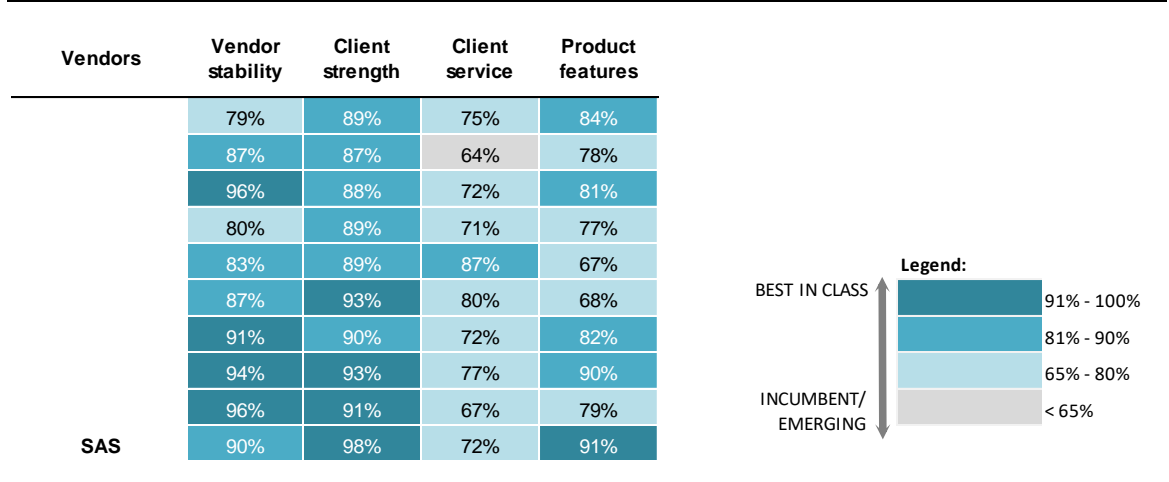 Vendors Vendor stability Client strength Client service Product features
79% 89% 75% 84%
87% 87% 64% 78%
96% 88% 72% 81%
80% 89% 71% 77%
83% 89% 87% 67%
87% 93% 80% 68%
91% 90% 72% 82%
94% 93% 77% 90%
96% 91% 67% 79%
SAS 90% 98% 72% 91%
Legend:
BEST IN CLASS 91% - 100%
81% - 90%
65% - 80%
INCUMBENT/
EMERGING
< 65%